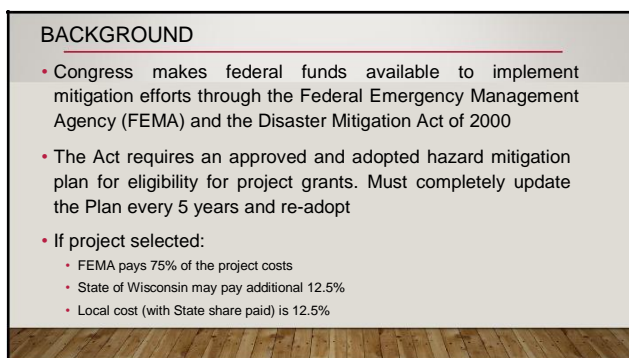 BACKGROUND
• Congress makes federal funds available to implement
mitigation efforts through the Federal Emergency Management
Agency (FEMA) and the Disaster Mitigation Act of 2000
• The Act requires an approved and adopted hazard mitigation
plan for eligibility for project grants. Must completely update
the Plan every 5 years and re-adopt
• If project selected:
• FEMA pays 75% of the project costs
• State of Wisconsin may pay additional 12.5%
• Local cost (with State share paid) is 12.5%